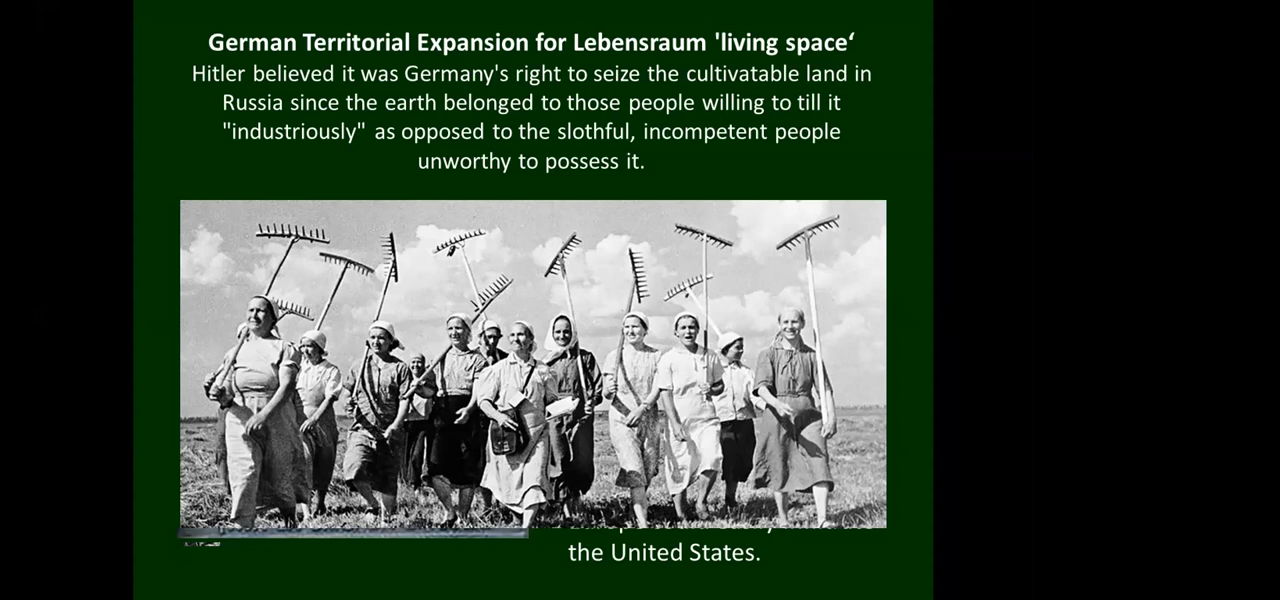 German Territorial Expansion for Lebensraum 'living space‘
Hitler believed it was Germany's right to seize the cultivatable land in
Russia since the earth belonged to those people willing to till it
"industriously" as opposed to the slothful, incompetent people
unworthy to possess it.
the United States.